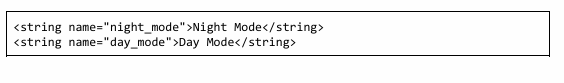 <string name="night_mode">Night Mode</string>
<string name="day_mode">Day Mode</string>